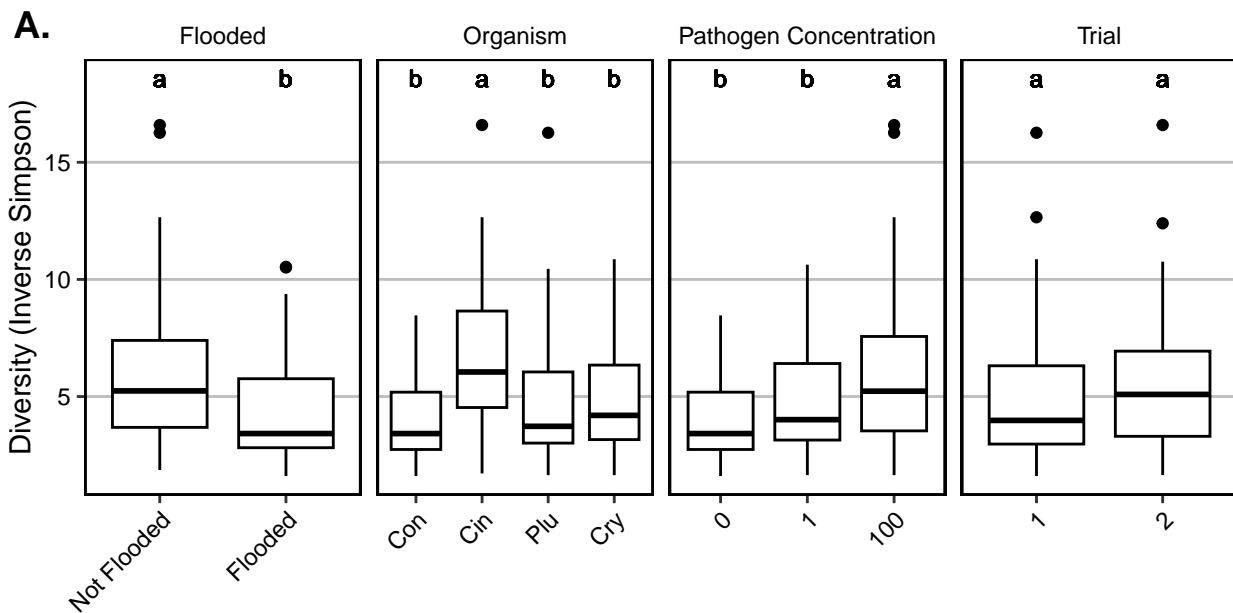 A.
Flooded Organism Pathogen Concentration Trial
a b b a b b b b a a a
Diversity (Inverse Simpson)
15
10
5
Not Flooded Flooded Con Cin Plu Cry 0 1 100 1 2